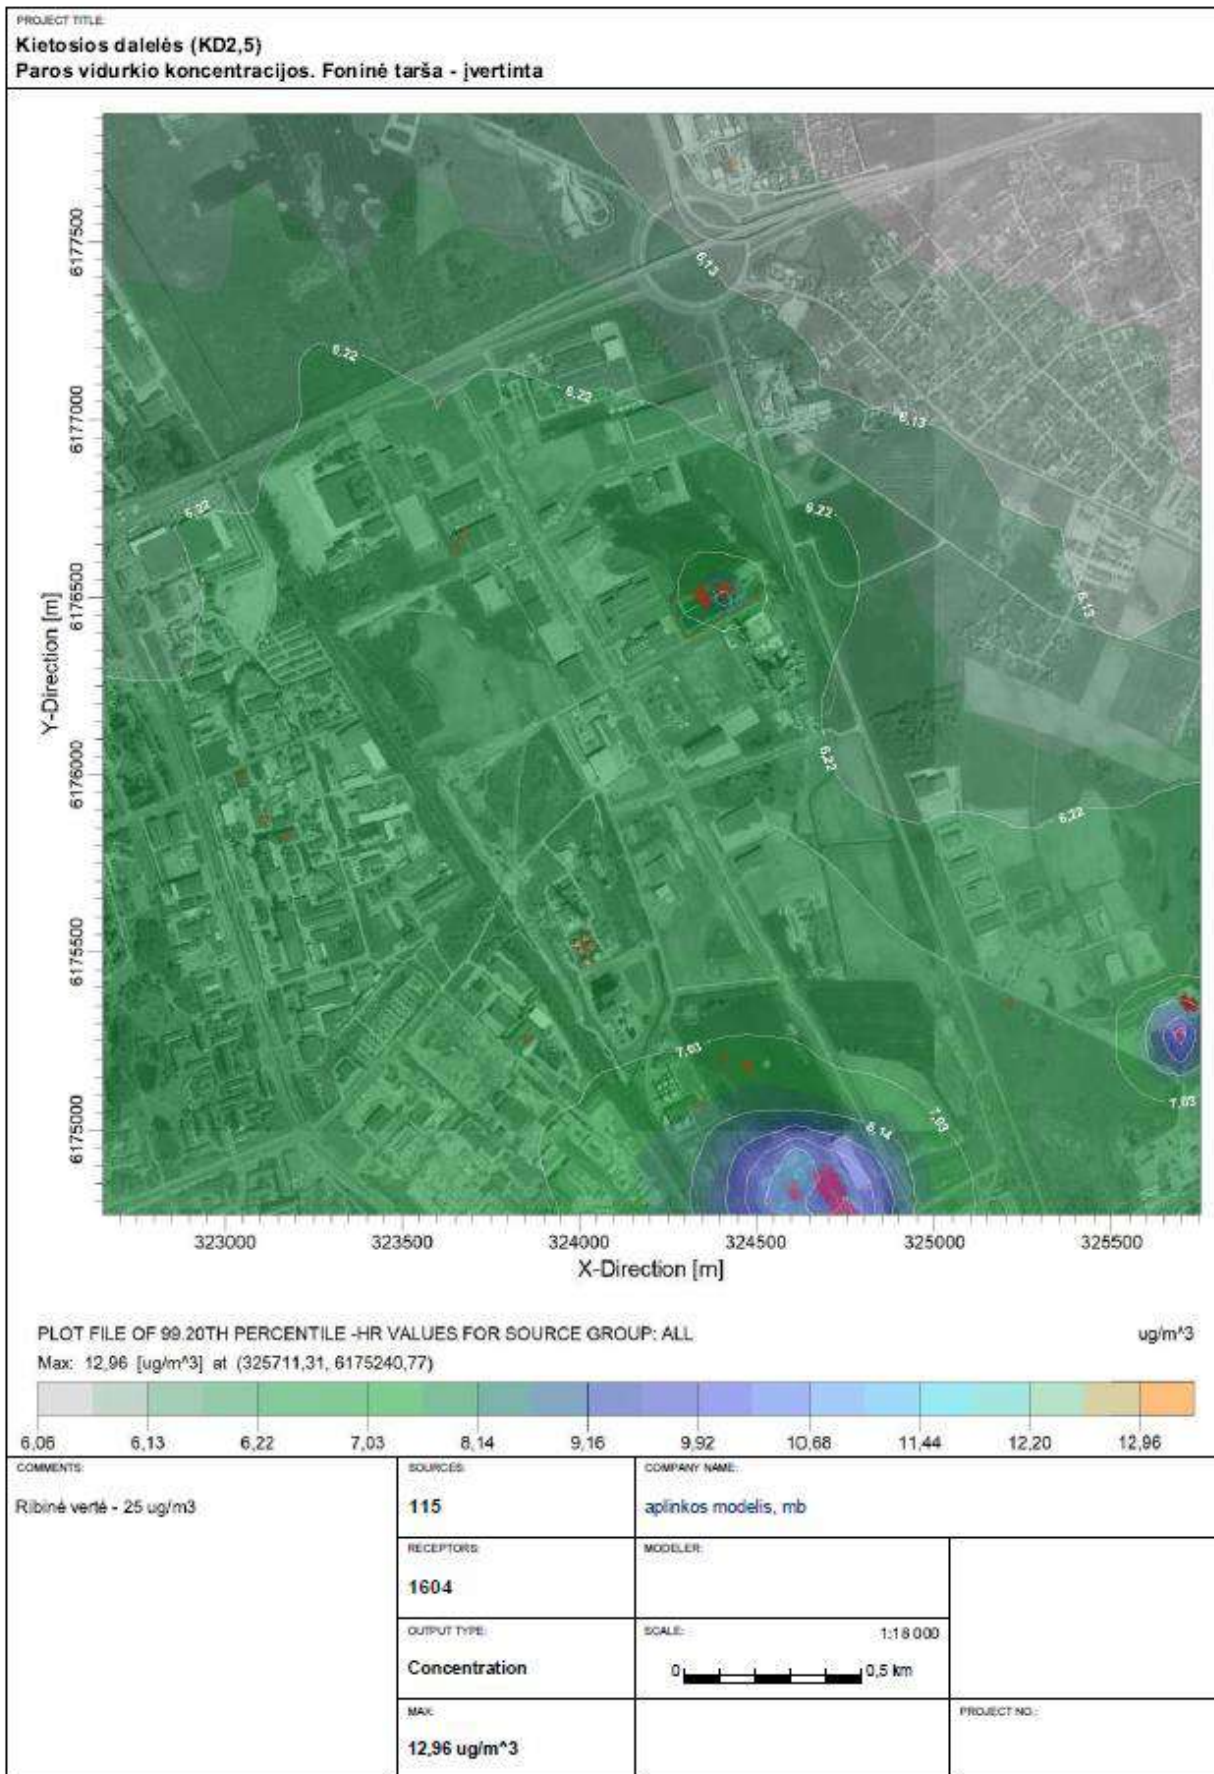 PROJECT TITLE:
Kietosios dalelės (KD2,5)
Paros vidurkio koncentracijos. Foninė tarša - įvertinta
6177500
6177000
6176500
6176000
6175500
6175000
Y-Direction [m]
6,13
6,22
6,22
6,13
6,22
6,22
6,13
6,22
6,22
7,03
7,03
8,14
7,03
323000
323500
324000
324500
325000
325500
X-Direction [m]
PLOT FILE OF 99.20TH PERCENTILE -HR VALUES FOR SOURCE GROUP: ALL
ug/m^3
Max: 12,96 [ug/m^3] at (325711,31, 6175240,77)
6,06 6,13 6,22 7,03 8,14 9,16 9,92 10,68 11,44 12,20 12,96
COMMENTS:
Ribinė vertė - 25 ug/m3
SOURCES:
115
COMPANY NAME:
aplinkos modelis, mb
RECEPTORS:
1604
MODELER:
OUTPUT TYPE:
Concentration
SCALE:
1:18 000
0
0,5 km
MAX:
12,96 ug/m^3
PROJECT NO.: